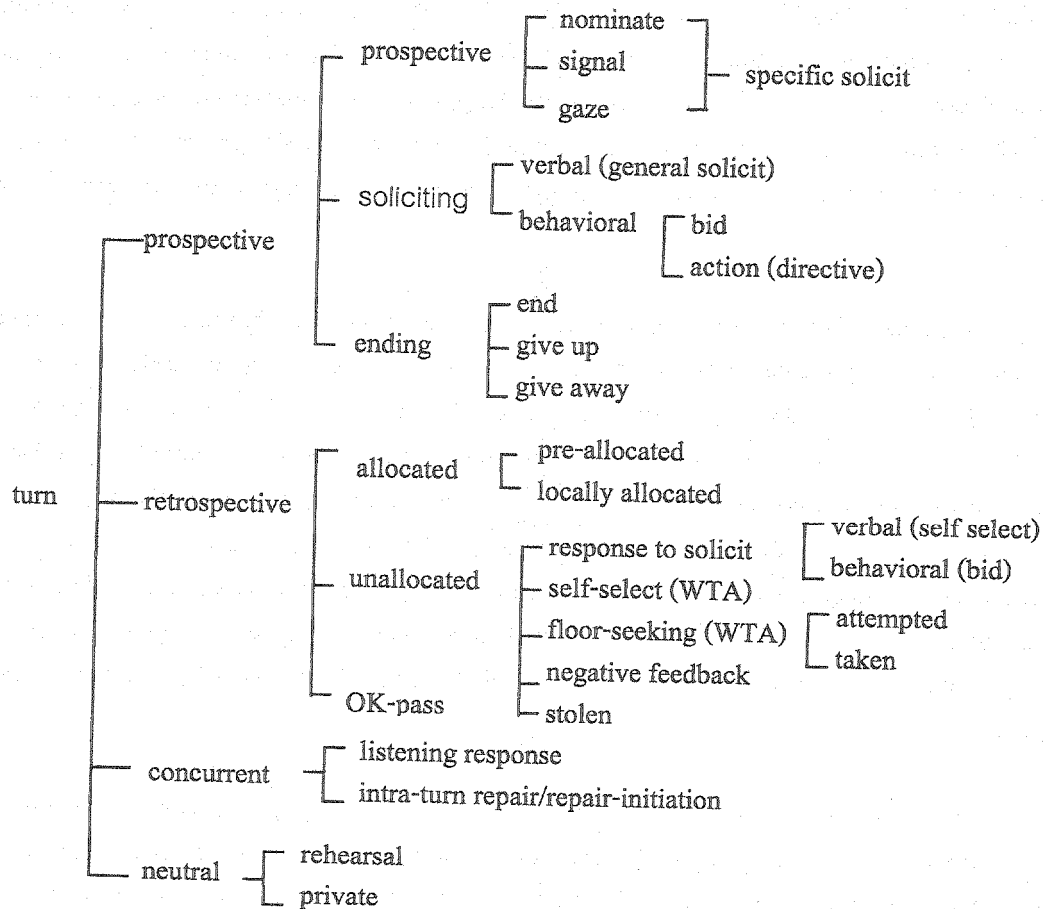 nominate
prospective
signal
specific solicit
gaze
verbal (general solicit)
soliciting
behavioral
bid
prospective
action (directive)
end
ending
give up
give away
pre-allocated
allocated
locally allocated
turn
retrospective
verbal (self select)
response to solicit
behavioral (bid)
unallocated
self-select (WTA)
attempted
floor-seeking (WTA)
taken
negative feedback
OK-pass
stolen
listening response
concurrent
intra-turn repair/repair-initiation
rehearsal
neutral
private